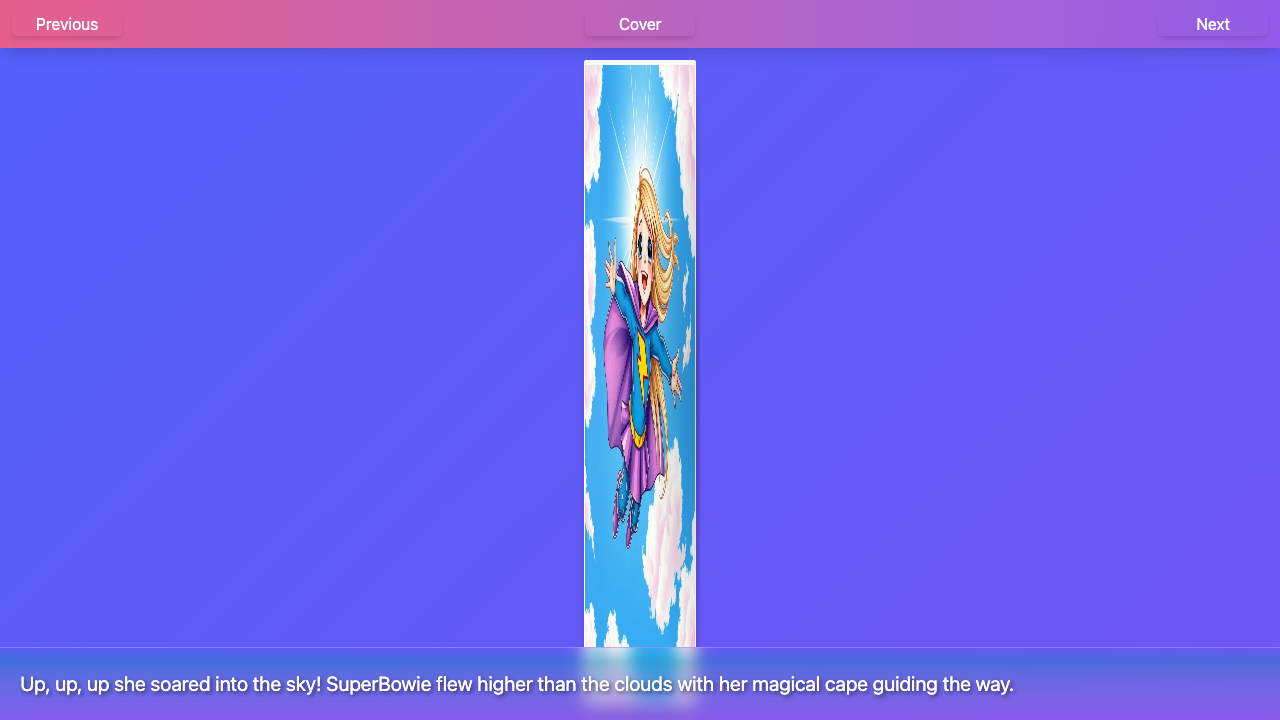 Previous
Cover
Next
Up, up, up she soared into the sky! SuperBowie flew higher than the clouds with her magical cape guiding the way.